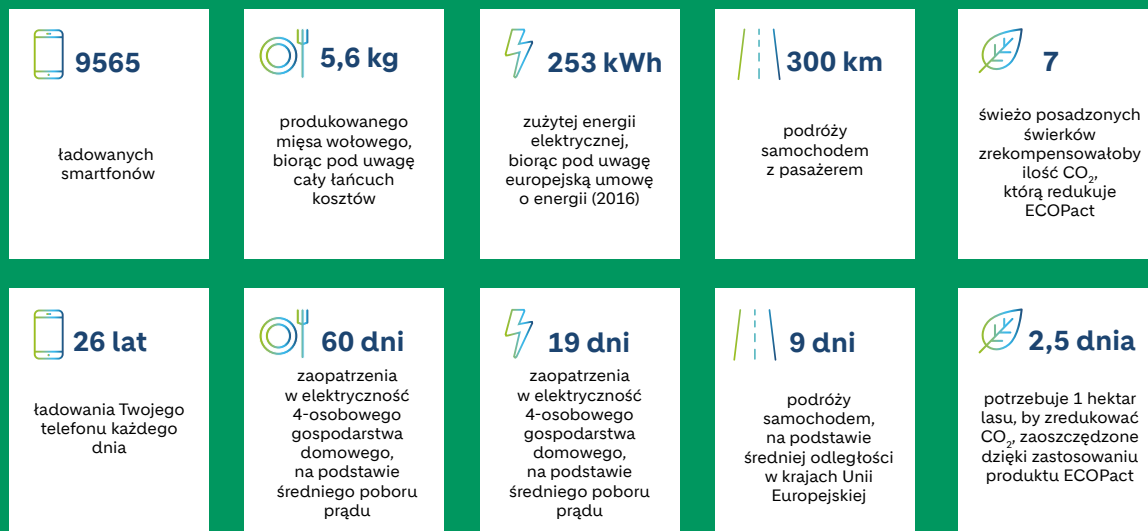 9565
ładowanych
smartfonów
5,6 kg
produkowanego
mięsa wołowego,
biorąc pod uwagę
cały łańcuch
kosztów
253 kWh
zużytej energii
elektrycznej,
biorąc pod uwagę
europejską umowę
o energii (2016)
300 km
podróży
samochodem
z pasażerem
7
świeżo posadzonych
świerków
zrekompensowałoby
ilość CO₂,
którą redukuje
ECOPact
26 lat
ładowania Twojego
telefonu każdego
dnia
60 dni
zaopatrzenia
w elektryczność
4-osobowego
gospodarstwa
domowego,
na podstawie
średniego poboru
prądu
19 dni
zaopatrzenia
w elektryczność
4-osobowego
gospodarstwa
domowego,
na podstawie
średniego poboru
prądu
9 dni
podróży
samochodem,
na podstawie
średniej odległości
w krajach Unii
Europejskiej
2,5 dnia
potrzebuje 1 hektar
lasu, by zredukować
CO₂, zaoszczędzone
dzięki zastosowaniu
produktu ECOPact